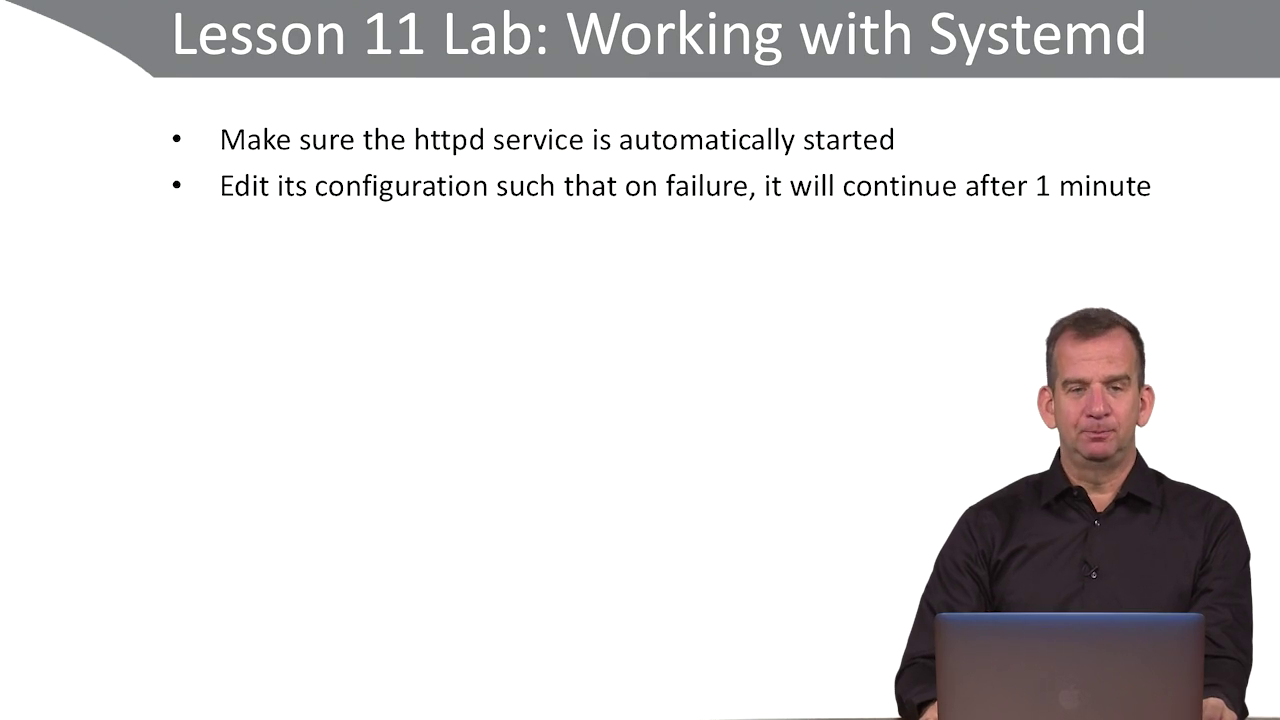 Lesson 11 Lab: Working with Systemd
• Make sure the httpd service is automatically started
• Edit its configuration such that on failure, it will continue after 1 minute